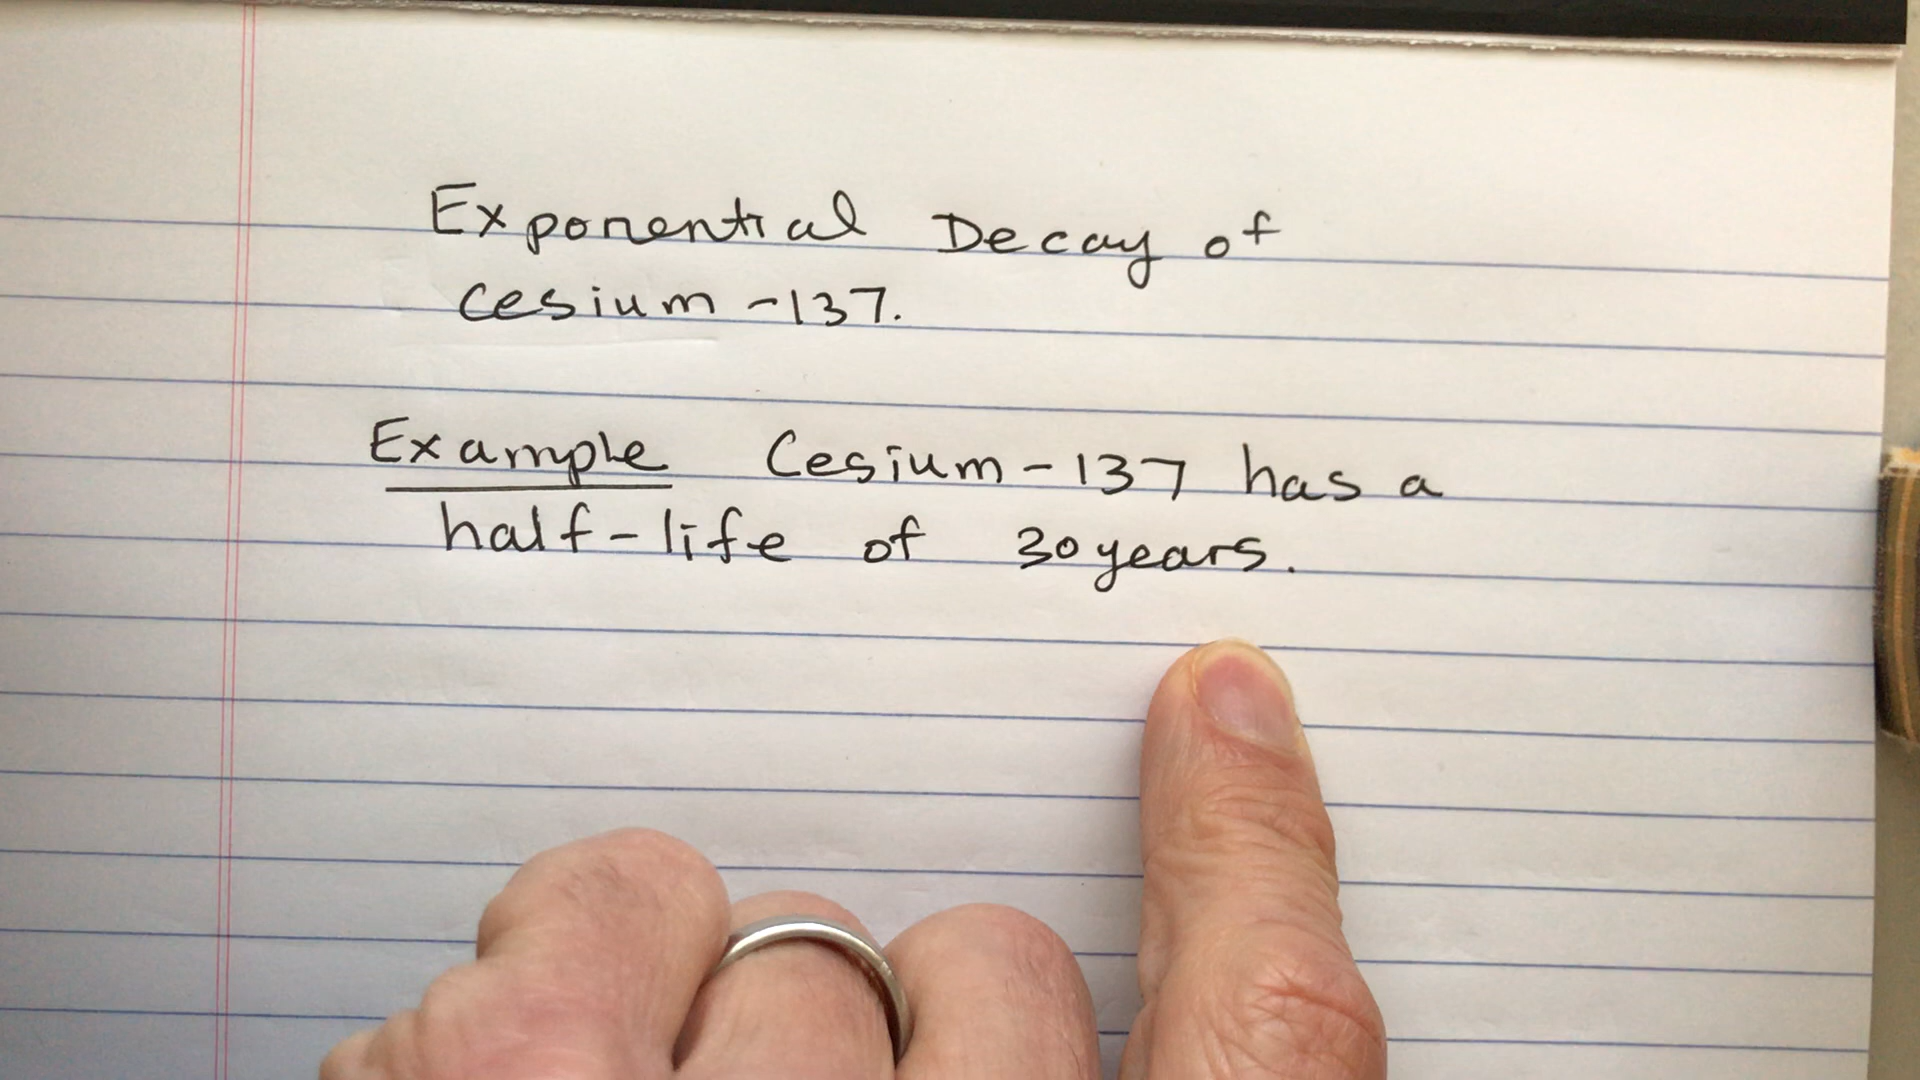 Exponential Decay of
Cesium-137.
Example Cesium-137 has a
half-life of 30 years.